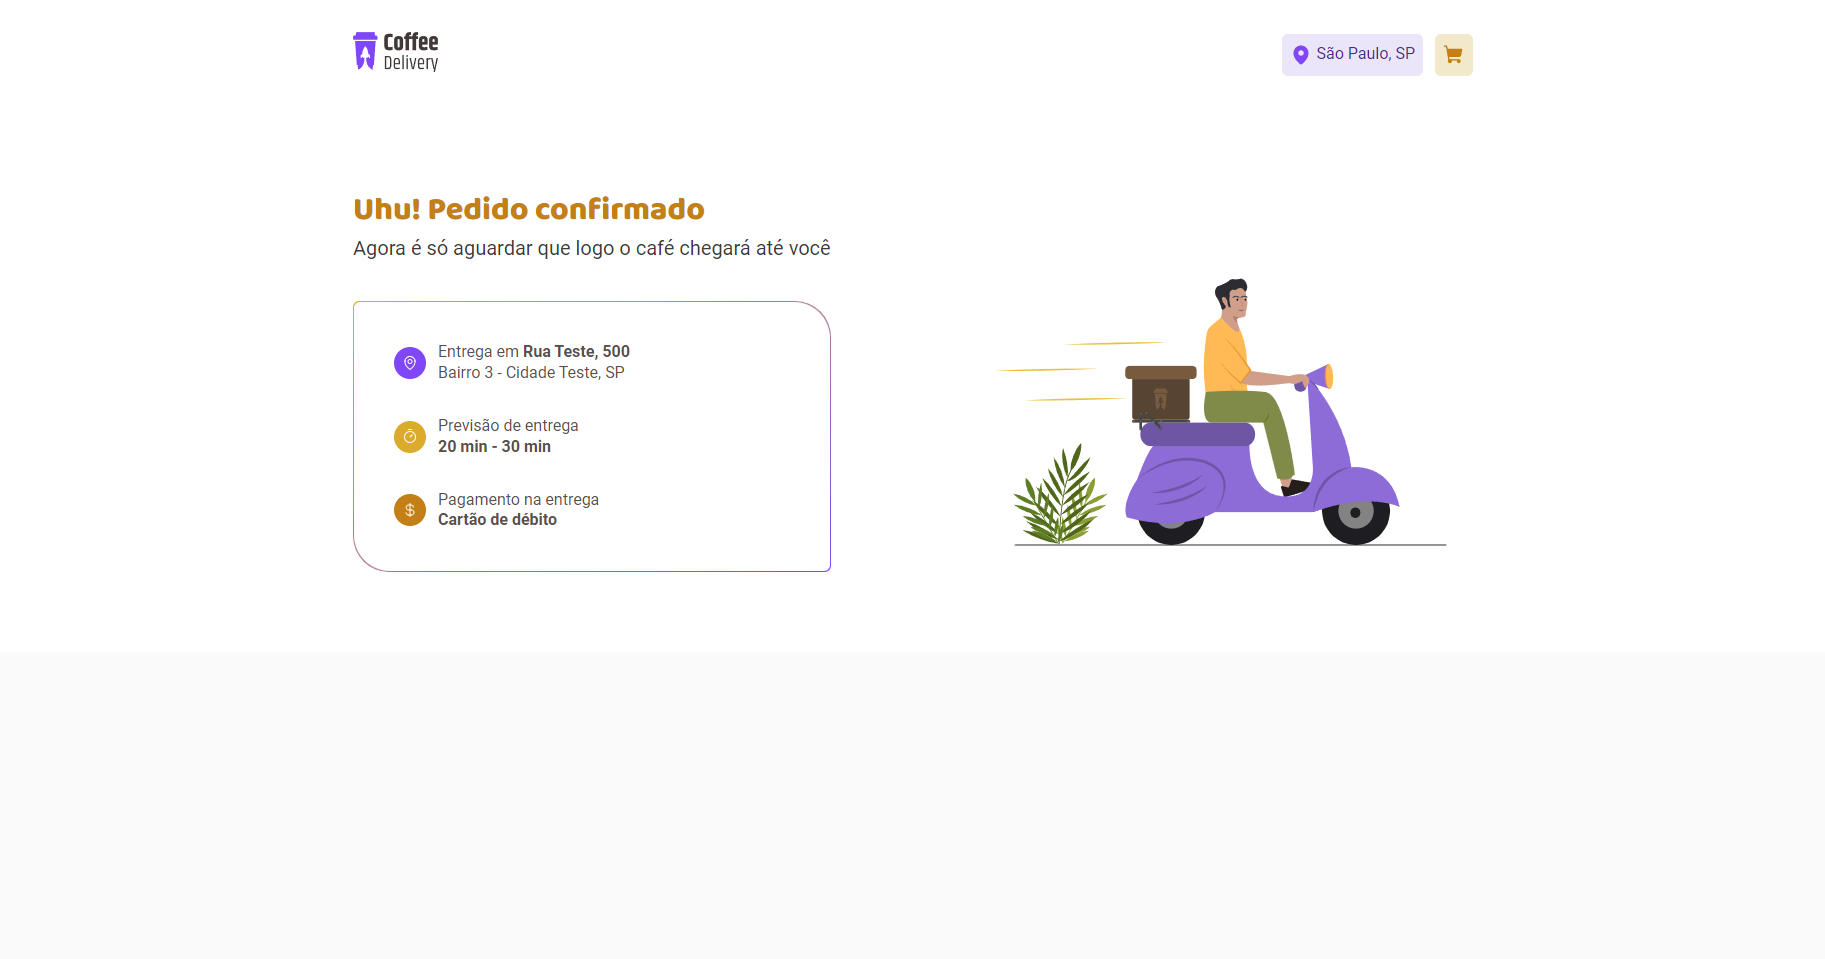 Coffee
Delivery
São Paulo, SP
Uhu! Pedido confirmado
Agora é só aguardar que logo o café chegará até você
Entrega em Rua Teste, 500
Bairro 3 - Cidade Teste, SP
Previsão de entrega
20 min - 30 min
Pagamento na entrega
Cartão de débito